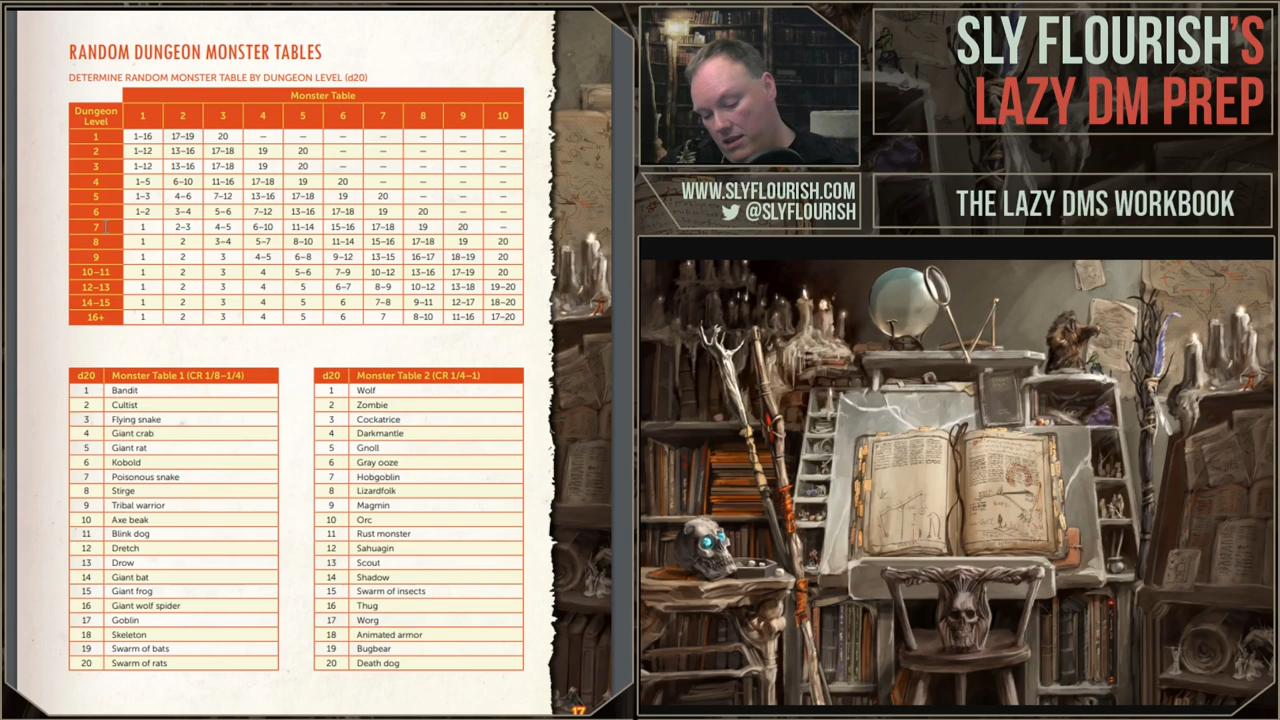 RANDOM DUNGEON MONSTER TABLES
DETERMINE RANDOM MONSTER TABLE BY DUNGEON LEVEL (d20)
Monster Table
Dungeon Level 1 2 3 4 5 6 7 8 9 10
1 1–16 17–19 20 — — — — — — —
2 1–12 13–16 17–18 19 20 — — — — —
3 1–12 13–16 17–18 19 20 — — — — —
4 1–5 6–10 11–16 17–18 19 20 — — — —
5 1–3 4–6 7–12 13–16 17–18 19 20 — — —
6 1–2 3–4 5–6 7–12 13–16 17–18 19 20 — —
7 1 2–3 4–5 6–10 11–14 15–16 17–18 19 20 —
8 1 2 3–4 5–7 8–10 11–14 15–16 17–18 19 20
9 1 2 3 4–5 6–8 9–12 13–15 16–17 18–19 20
10–11 1 2 3 4 5–6 7–9 10–12 13–16 17–19 20
12–13 1 2 3 4 5 6–7 8–9 10–12 13–18 19–20
14–15 1 2 3 4 5 6 7–8 9–11 12–17 18–20
16+ 1 2 3 4 5 6 7 8–10 11–16 17–20
d20 Monster Table 1 (CR 1/8–1/4)
1 Bandit
2 Cultist
3 Flying snake
4 Giant crab
5 Giant rat
6 Kobold
7 Poisonous snake
8 Stirge
9 Tribal warrior
10 Axe beak
11 Blink dog
12 Dretch
13 Drow
14 Giant bat
15 Giant frog
16 Giant wolf spider
17 Goblin
18 Skeleton
19 Swarm of bats
20 Swarm of rats
d20 Monster Table 2 (CR 1/4–1)
1 Wolf
2 Zombie
3 Cockatrice
4 Darkmantle
5 Gnoll
6 Gray ooze
7 Hobgoblin
8 Lizardfolk
9 Magmin
10 Orc
11 Rust monster
12 Sahuagin
13 Scout
14 Shadow
15 Swarm of insects
16 Thug
17 Worg
18 Animated armor
19 Bugbear
20 Death dog
17
SLY FLOURISH'S
LAZY DM PREP
WWW.SLYFLOURISH.COM
@SLYFLOURISH
THE LAZY DMS WORKBOOK